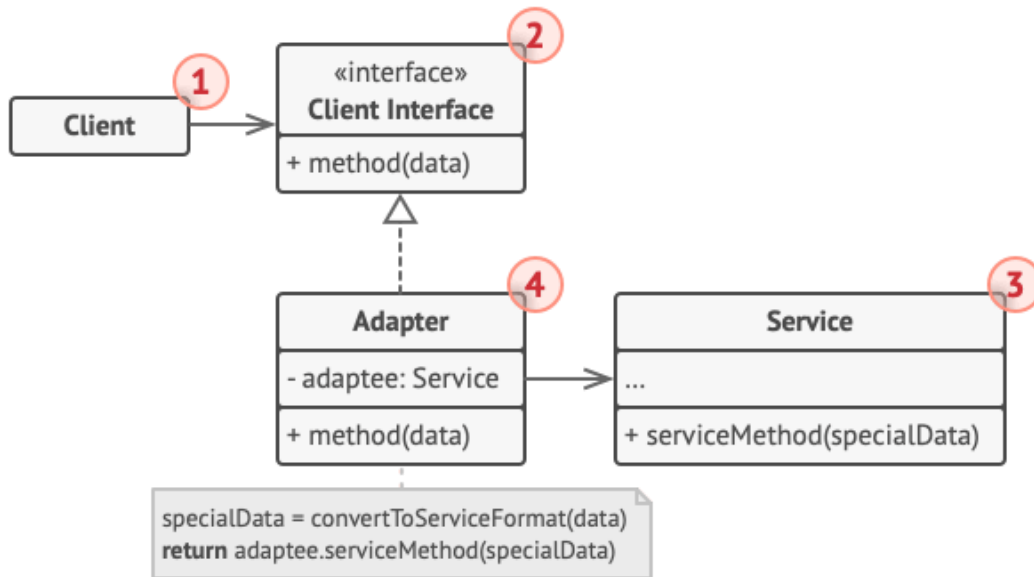 1
Client
2
«interface»
Client Interface
+ method(data)
4
Adapter
- adaptee: Service
+ method(data)
3
Service
...
+ serviceMethod(specialData)
specialData = convertToServiceFormat(data)
return adaptee.serviceMethod(specialData)